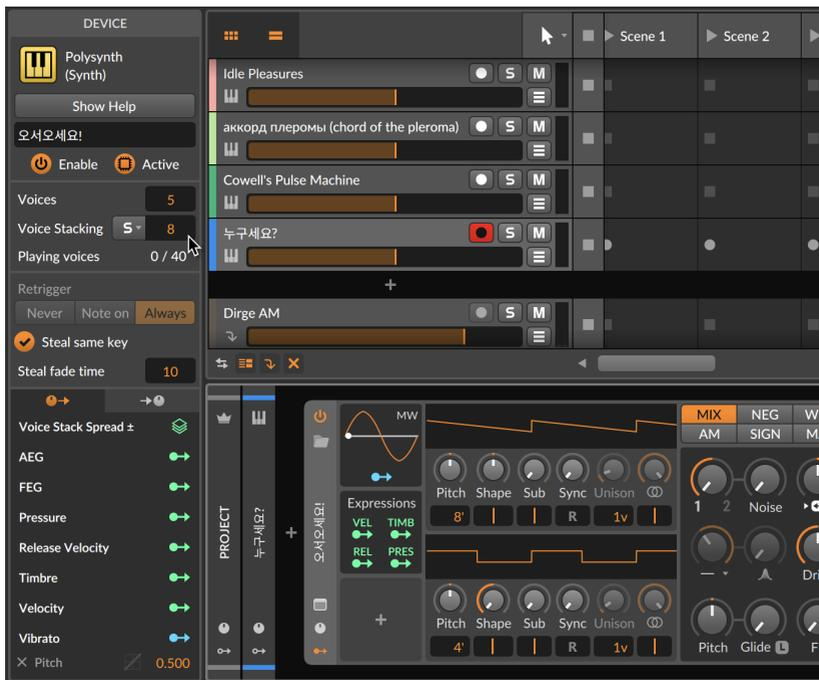 DEVICE
Polysynth
(Synth)
Show Help
오서오세요!
Enable Active
Voices 5
Voice Stacking S 8
Playing voices 0 / 40
Retrigger
Never Note on Always
Steal same key
Steal fade time 10
Voice Stack Spread ±
AEG
FEG
Pressure
Release Velocity
Timbre
Velocity
Vibrato
Pitch 0.500
Scene 1 Scene 2
Idle Pleasures S M
аккорд плеромы (chord of the pleroma) S M
Cowell's Pulse Machine S M
누구세요? S M
+
Dirge AM S M
PROJECT
누구세요?
+
오서오세요!
MW
Expressions
VEL TIMB
REL PRES
+
Pitch Shape Sub Sync Unison
8' R 1v
Pitch Shape Sub Sync Unison
4' R 1v
MIX NEG
AM SIGN
1 2 Noise
Pitch Glide L